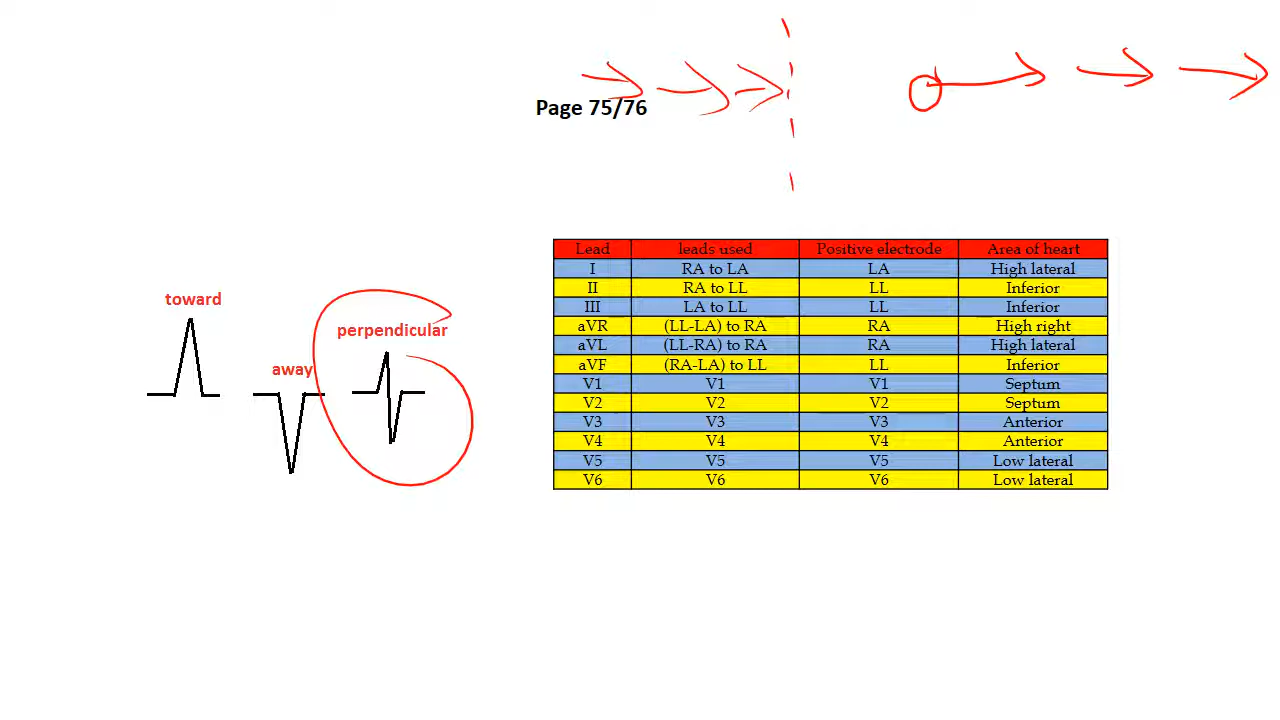 Page 75/76
toward
away
perpendicular
Lead leads used Positive electrode Area of heart
I RA to LA LA High lateral
II RA to LL LL Inferior
III LA to LL LL Inferior
aVR (LL-LA) to RA RA High right
aVL (LL-RA) to RA RA High lateral
aVF (RA-LA) to LL LL Inferior
V1 V1 V1 Septum
V2 V2 V2 Septum
V3 V3 V3 Anterior
V4 V4 V4 Anterior
V5 V5 V5 Low lateral
V6 V6 V6 Low lateral